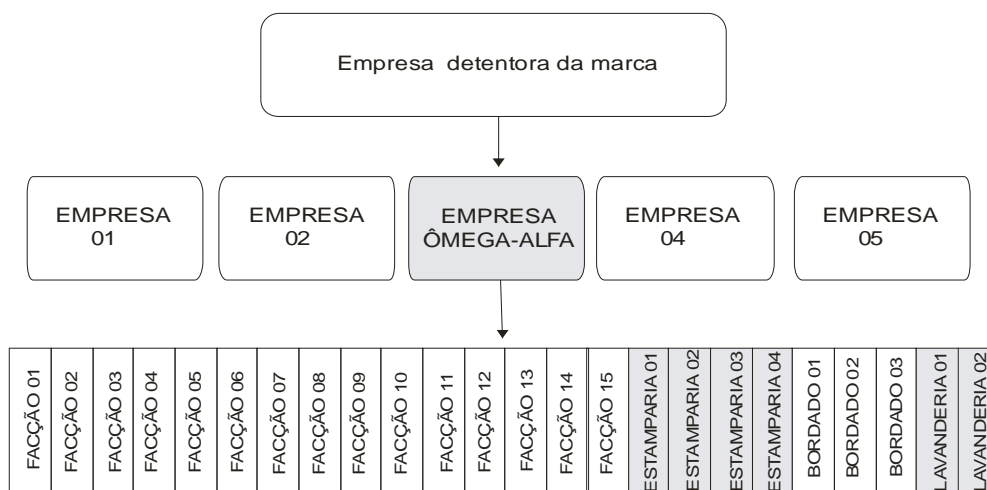 Empresa detentora da marca
EMPRESA
01
EMPRESA
02
EMPRESA
ÔMEGA-ALFA
EMPRESA
04
EMPRESA
05
FACÇÃO 01
FACÇÃO 02
FACÇÃO 03
FACÇÃO 04
FACÇÃO 05
FACÇÃO 06
FACÇÃO 07
FACÇÃO 08
FACÇÃO 09
FACÇÃO 10
FACÇÃO 11
FACÇÃO 12
FACÇÃO 13
FACÇÃO 14
FACÇÃO 15
ESTAMPARIA 01
ESTAMPARIA 02
ESTAMPARIA 03
ESTAMPARIA 04
BORDADO 01
BORDADO 02
BORDADO 03
LAVANDERIA 01
LAVANDERIA 02